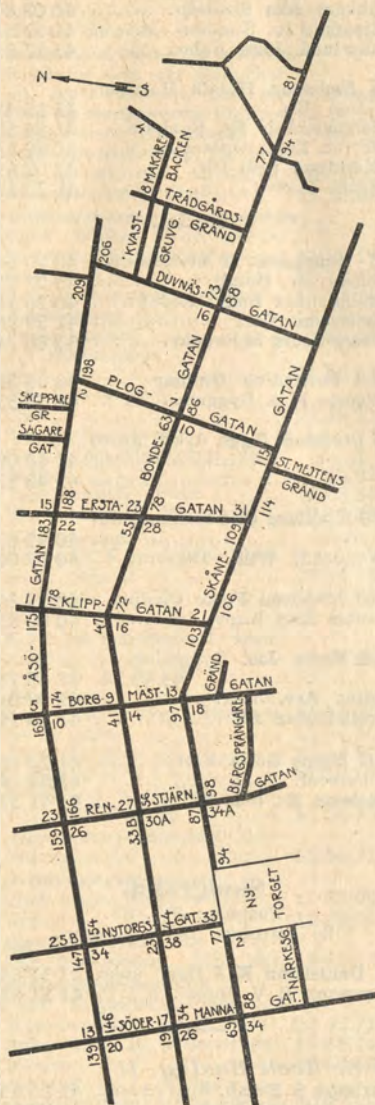 N
S
81
94
77
4
MAKARE
BACKEN
8
TRÄDGÅRDS-
GRÄND
KVAST-
GRUVG
206
209
DUVNÄS-
73
88
16
GATAN
198
2
PLOG-
7
86
10
GATAN
GATAN
SKEPPARE
GR.
SÅGARE
GAT.
63
115
ST. MEJTENS
GRÄND
114
BONDE-
GATAN
15
188
ERSTA-
23
78
GATAN
31
183
22
55
28
109
GATAN
SKÅNE-
106
11
178
KLIPP-
72
GATAN
21
175
47
16
103
ÅSÖ-
GRÄND
5
174
BORG-
9
MÄST-
13
GATAN
169
10
41
14
97
18
BERGSPRÄNGARE
23
166
REN-
27
STJÄRN.
98
GATAN
159
26
33B
30A
87
34A
94
NY-
TORGET
25B
154
NYTORGS-
44
GAT.
33
147
34
23
38
77
2
NÄRKESG
13
146
SÖDER-
17
34
MANNA-
88
GAT.
139
20
19
26
69
34